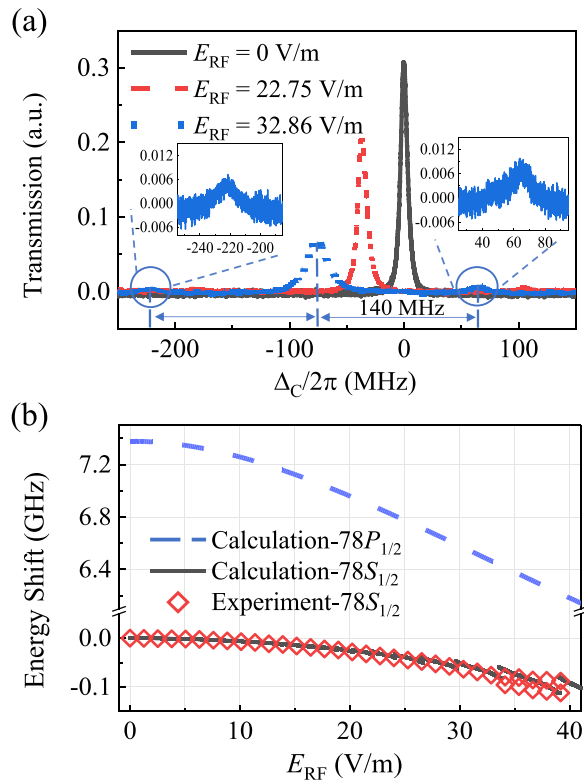 (a)
E_RF = 0 V/m
E_RF = 22.75 V/m
E_RF = 32.86 V/m
Transmission (a.u.)
0.3
0.2
0.1
0.0
0.012
0.006
0.000
-0.006
-240 -220 -200
0.012
0.006
0.000
-0.006
40 60 80
140 MHz
-200 -100 0 100
Δ_C/2π (MHz)
(b)
Energy Shift (GHz)
7.2
6.8
6.4
0.0
-0.1
Calculation-78P_1/2
Calculation-78S_1/2
Experiment-78S_1/2
0 10 20 30 40
E_RF (V/m)